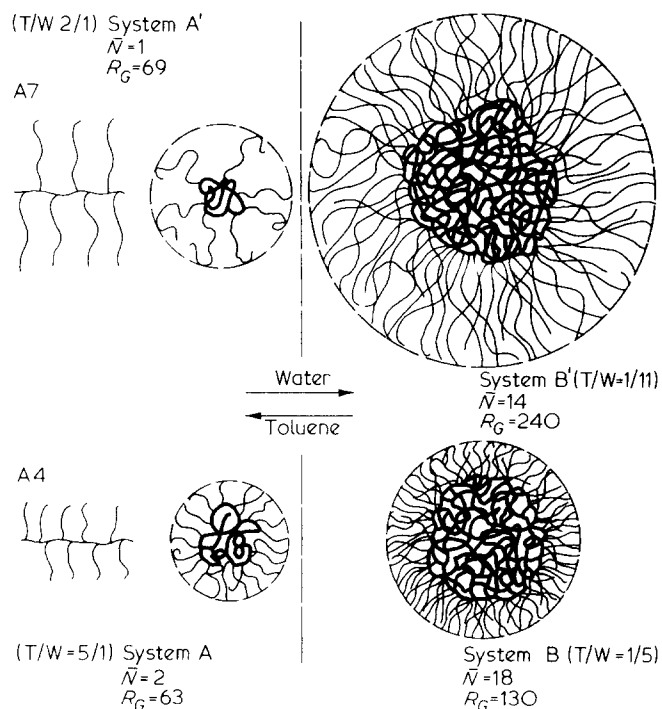 (T/W 2/1) System A'
N̄=1
R_G=69
A7
Water
Toluene
System B' (T/W=1/11)
N̄=14
R_G=240
A4
(T/W=5/1) System A
N̄=2
R_G=63
System B (T/W=1/5)
N̄=18
R_G=130